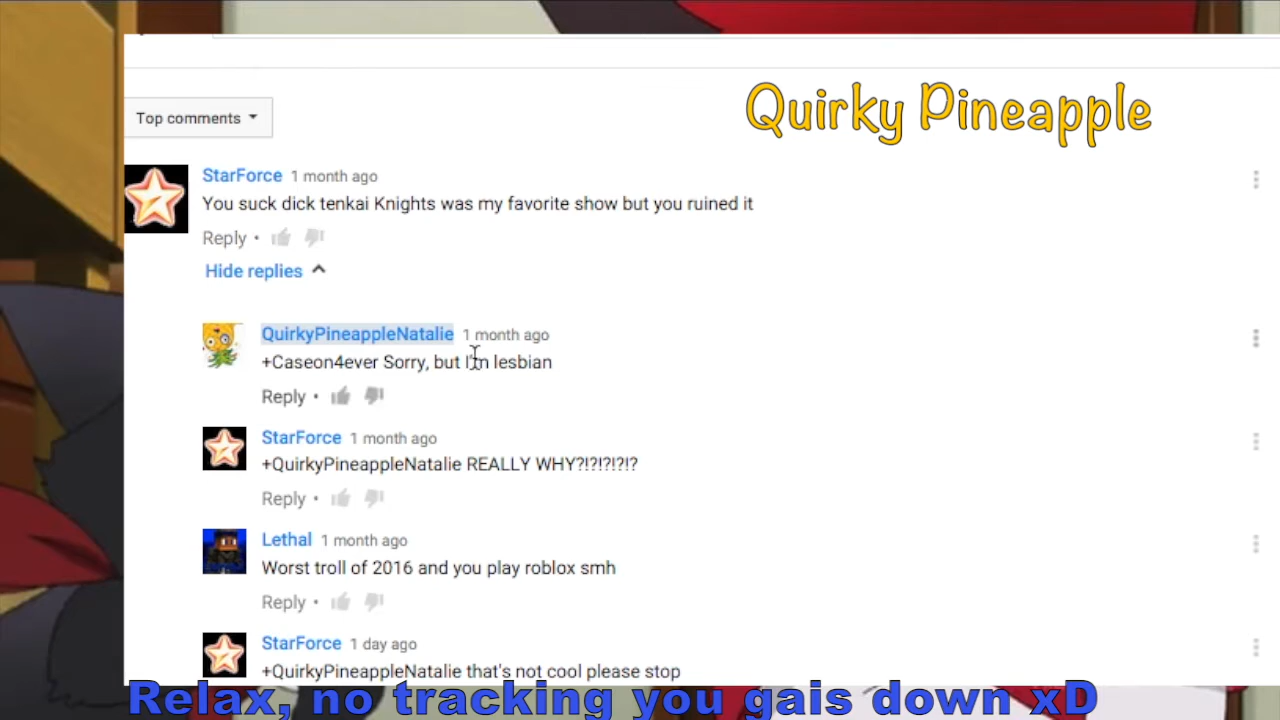 Quirky Pineapple
Top comments
StarForce 1 month ago
You suck dick tenkai Knights was my favorite show but you ruined it
Reply •
Hide replies
QuirkyPineappleNatalie 1 month ago
+Caseon4ever Sorry, but I'm lesbian
Reply •
StarForce 1 month ago
+QuirkyPineappleNatalie REALLY WHY?!?!?!?!?
Reply •
Lethal 1 month ago
Worst troll of 2016 and you play roblox smh
Reply •
StarForce 1 day ago
+QuirkyPineappleNatalie that's not cool please stop
Relax, no tracking you gais down xD